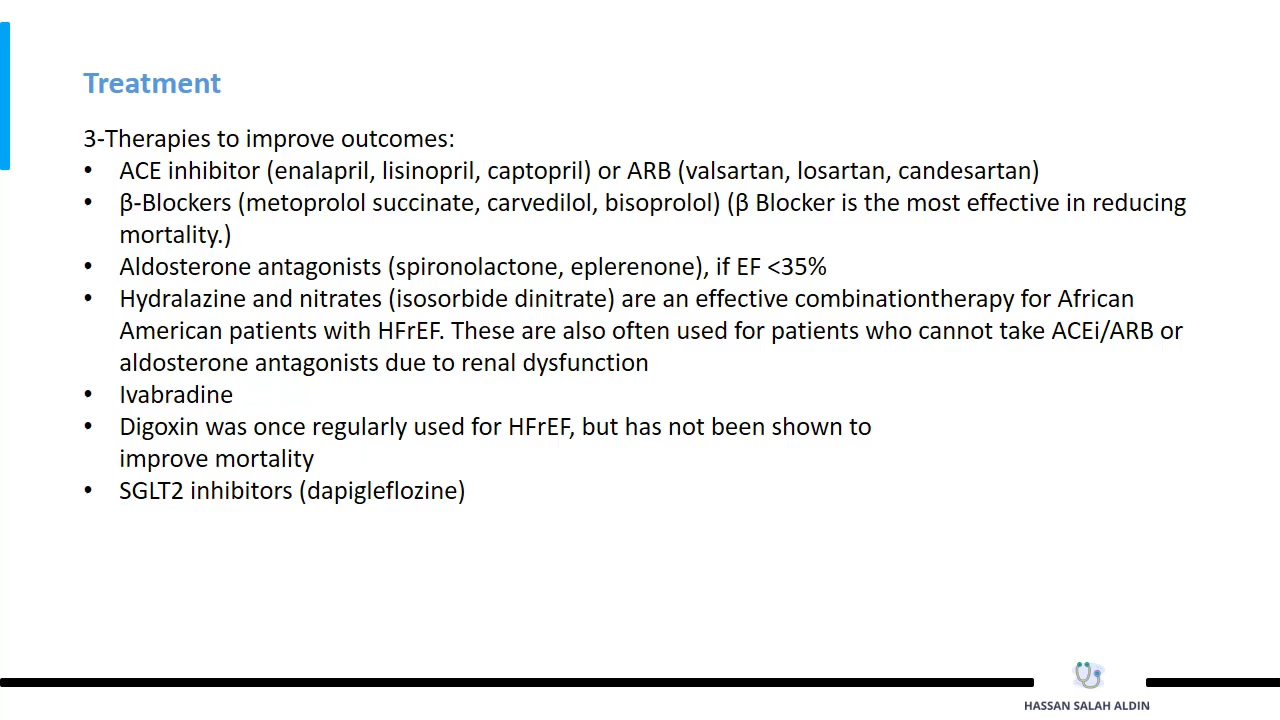 Treatment
3-Therapies to improve outcomes:
• ACE inhibitor (enalapril, lisinopril, captopril) or ARB (valsartan, losartan, candesartan)
• β-Blockers (metoprolol succinate, carvedilol, bisoprolol) (β Blocker is the most effective in reducing
mortality.)
• Aldosterone antagonists (spironolactone, eplerenone), if EF <35%
• Hydralazine and nitrates (isosorbide dinitrate) are an effective combinationtherapy for African
American patients with HFrEF. These are also often used for patients who cannot take ACEi/ARB or
aldosterone antagonists due to renal dysfunction
• Ivabradine
• Digoxin was once regularly used for HFrEF, but has not been shown to
improve mortality
• SGLT2 inhibitors (dapigleflozine)
HASSAN SALAH ALDIN